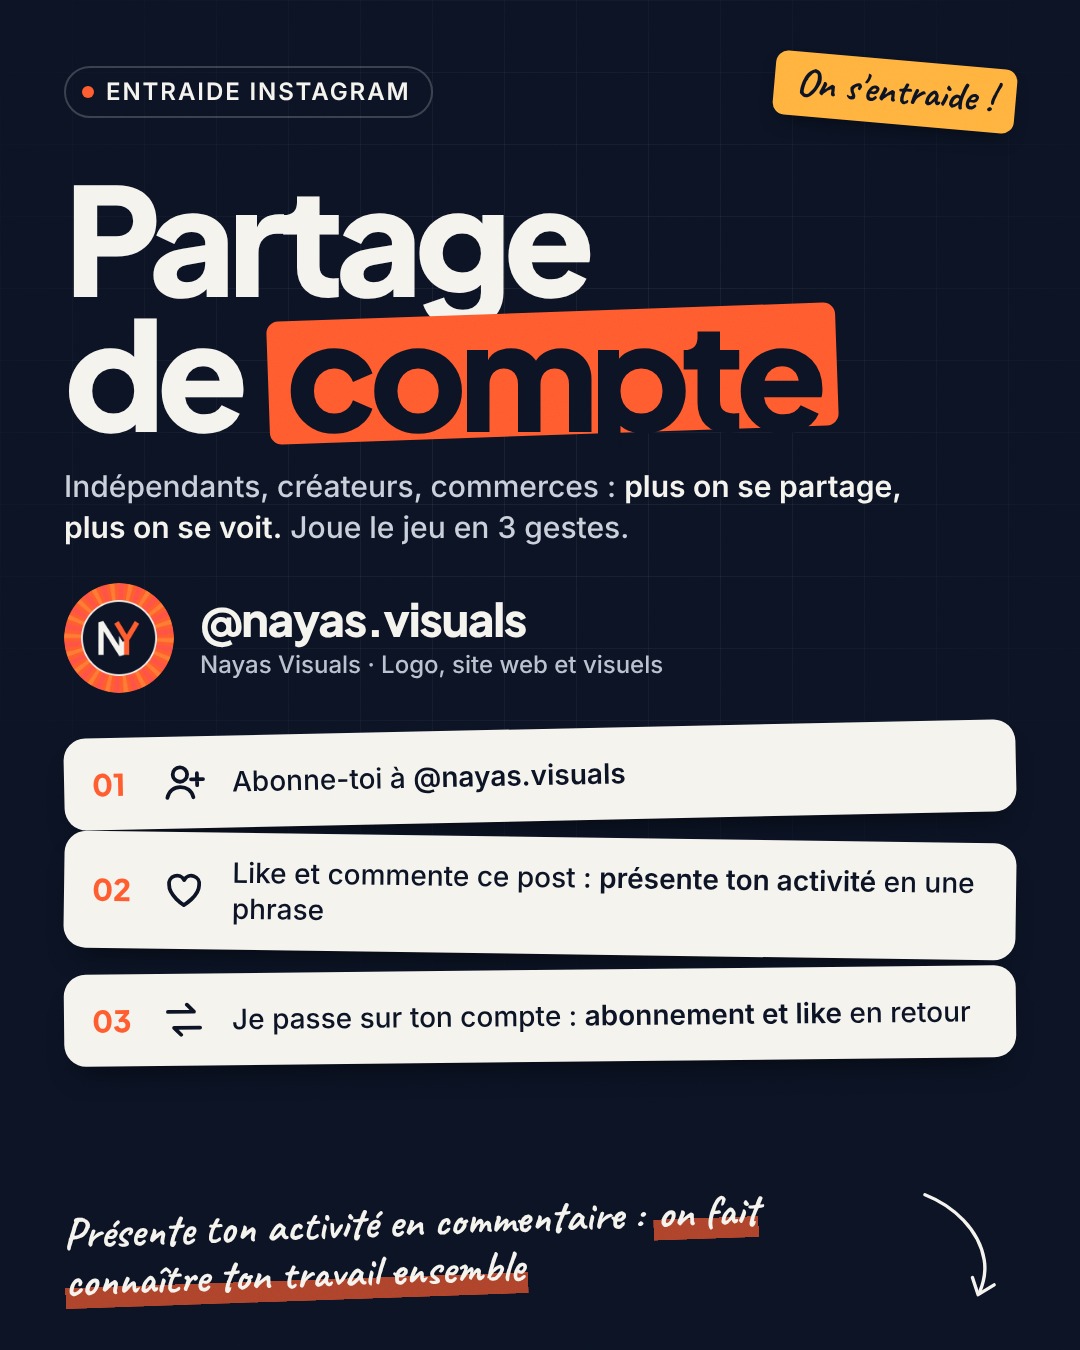 ENTRAIDE INSTAGRAM
On s'entraide !
Partage
de compte
Indépendants, créateurs, commerces : plus on se partage,
plus on se voit. Joue le jeu en 3 gestes.
NY
@nayas.visuals
Nayas Visuals · Logo, site web et visuels
01 Abonne-toi à @nayas.visuals
02 Like et commente ce post : présente ton activité en une
phrase
03 Je passe sur ton compte : abonnement et like en retour
Présente ton activité en commentaire : on fait
connaître ton travail ensemble